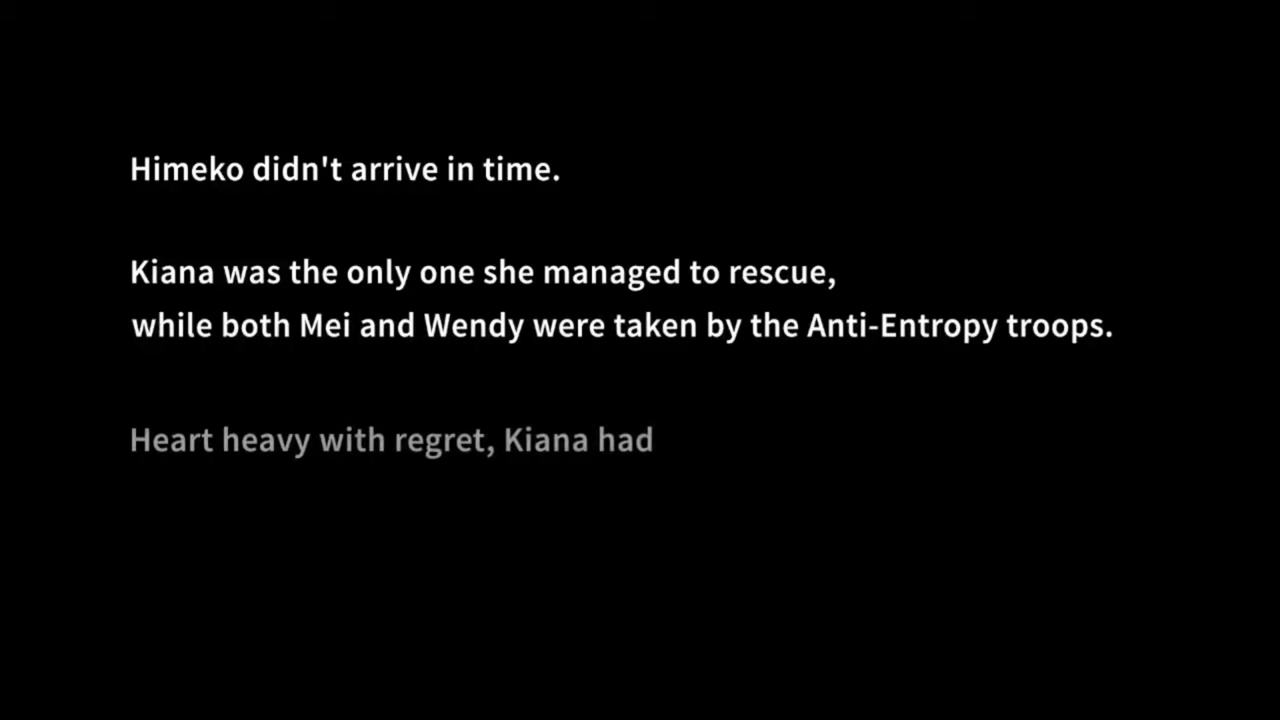 Himeko didn't arrive in time.
Kiana was the only one she managed to rescue,
while both Mei and Wendy were taken by the Anti-Entropy troops.
Heart heavy with regret, Kiana had